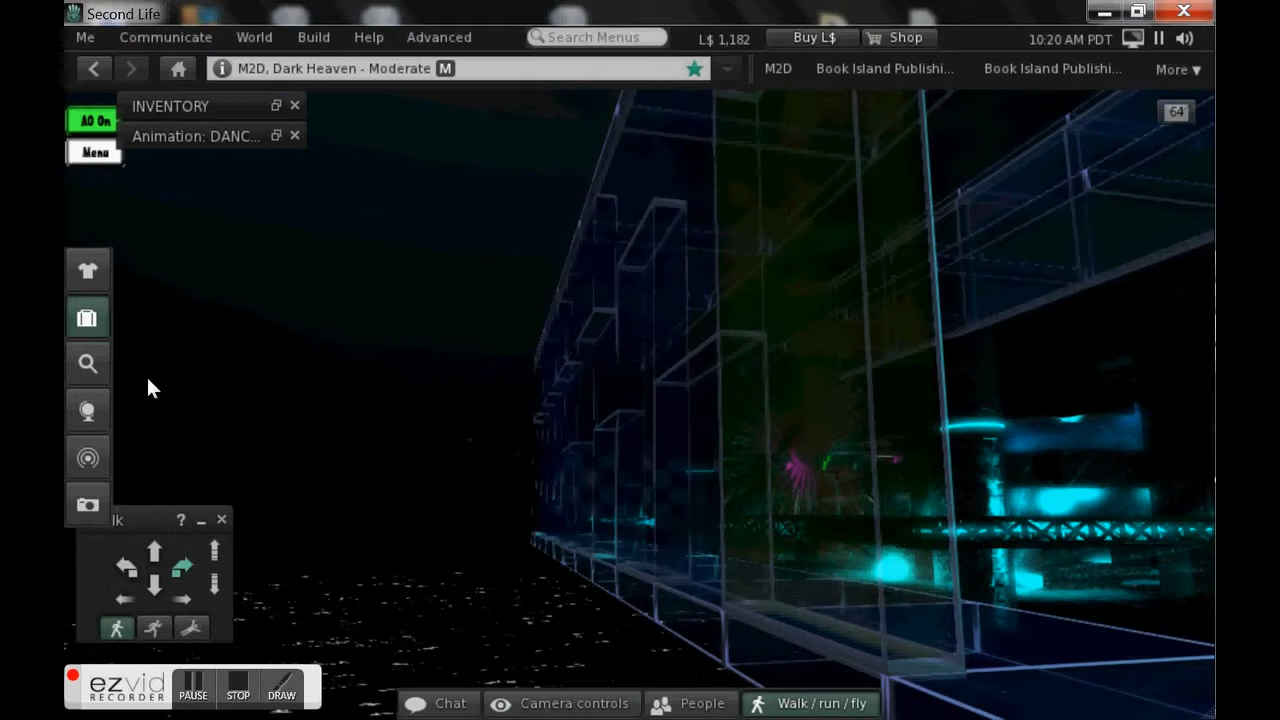 Second Life
Me Communicate World Build Help Advanced Search Menus L$ 1,182 Buy L$ Shop 10:20 AM PDT
M2D, Dark Heaven - Moderate M M2D Book Island Publishi... Book Island Publishi... More
INVENTORY
AO On
Animation: DANC...
Menu
64
lk ?
ezvid
RECORDER
PAUSE STOP DRAW
Chat Camera controls People Walk / run / fly